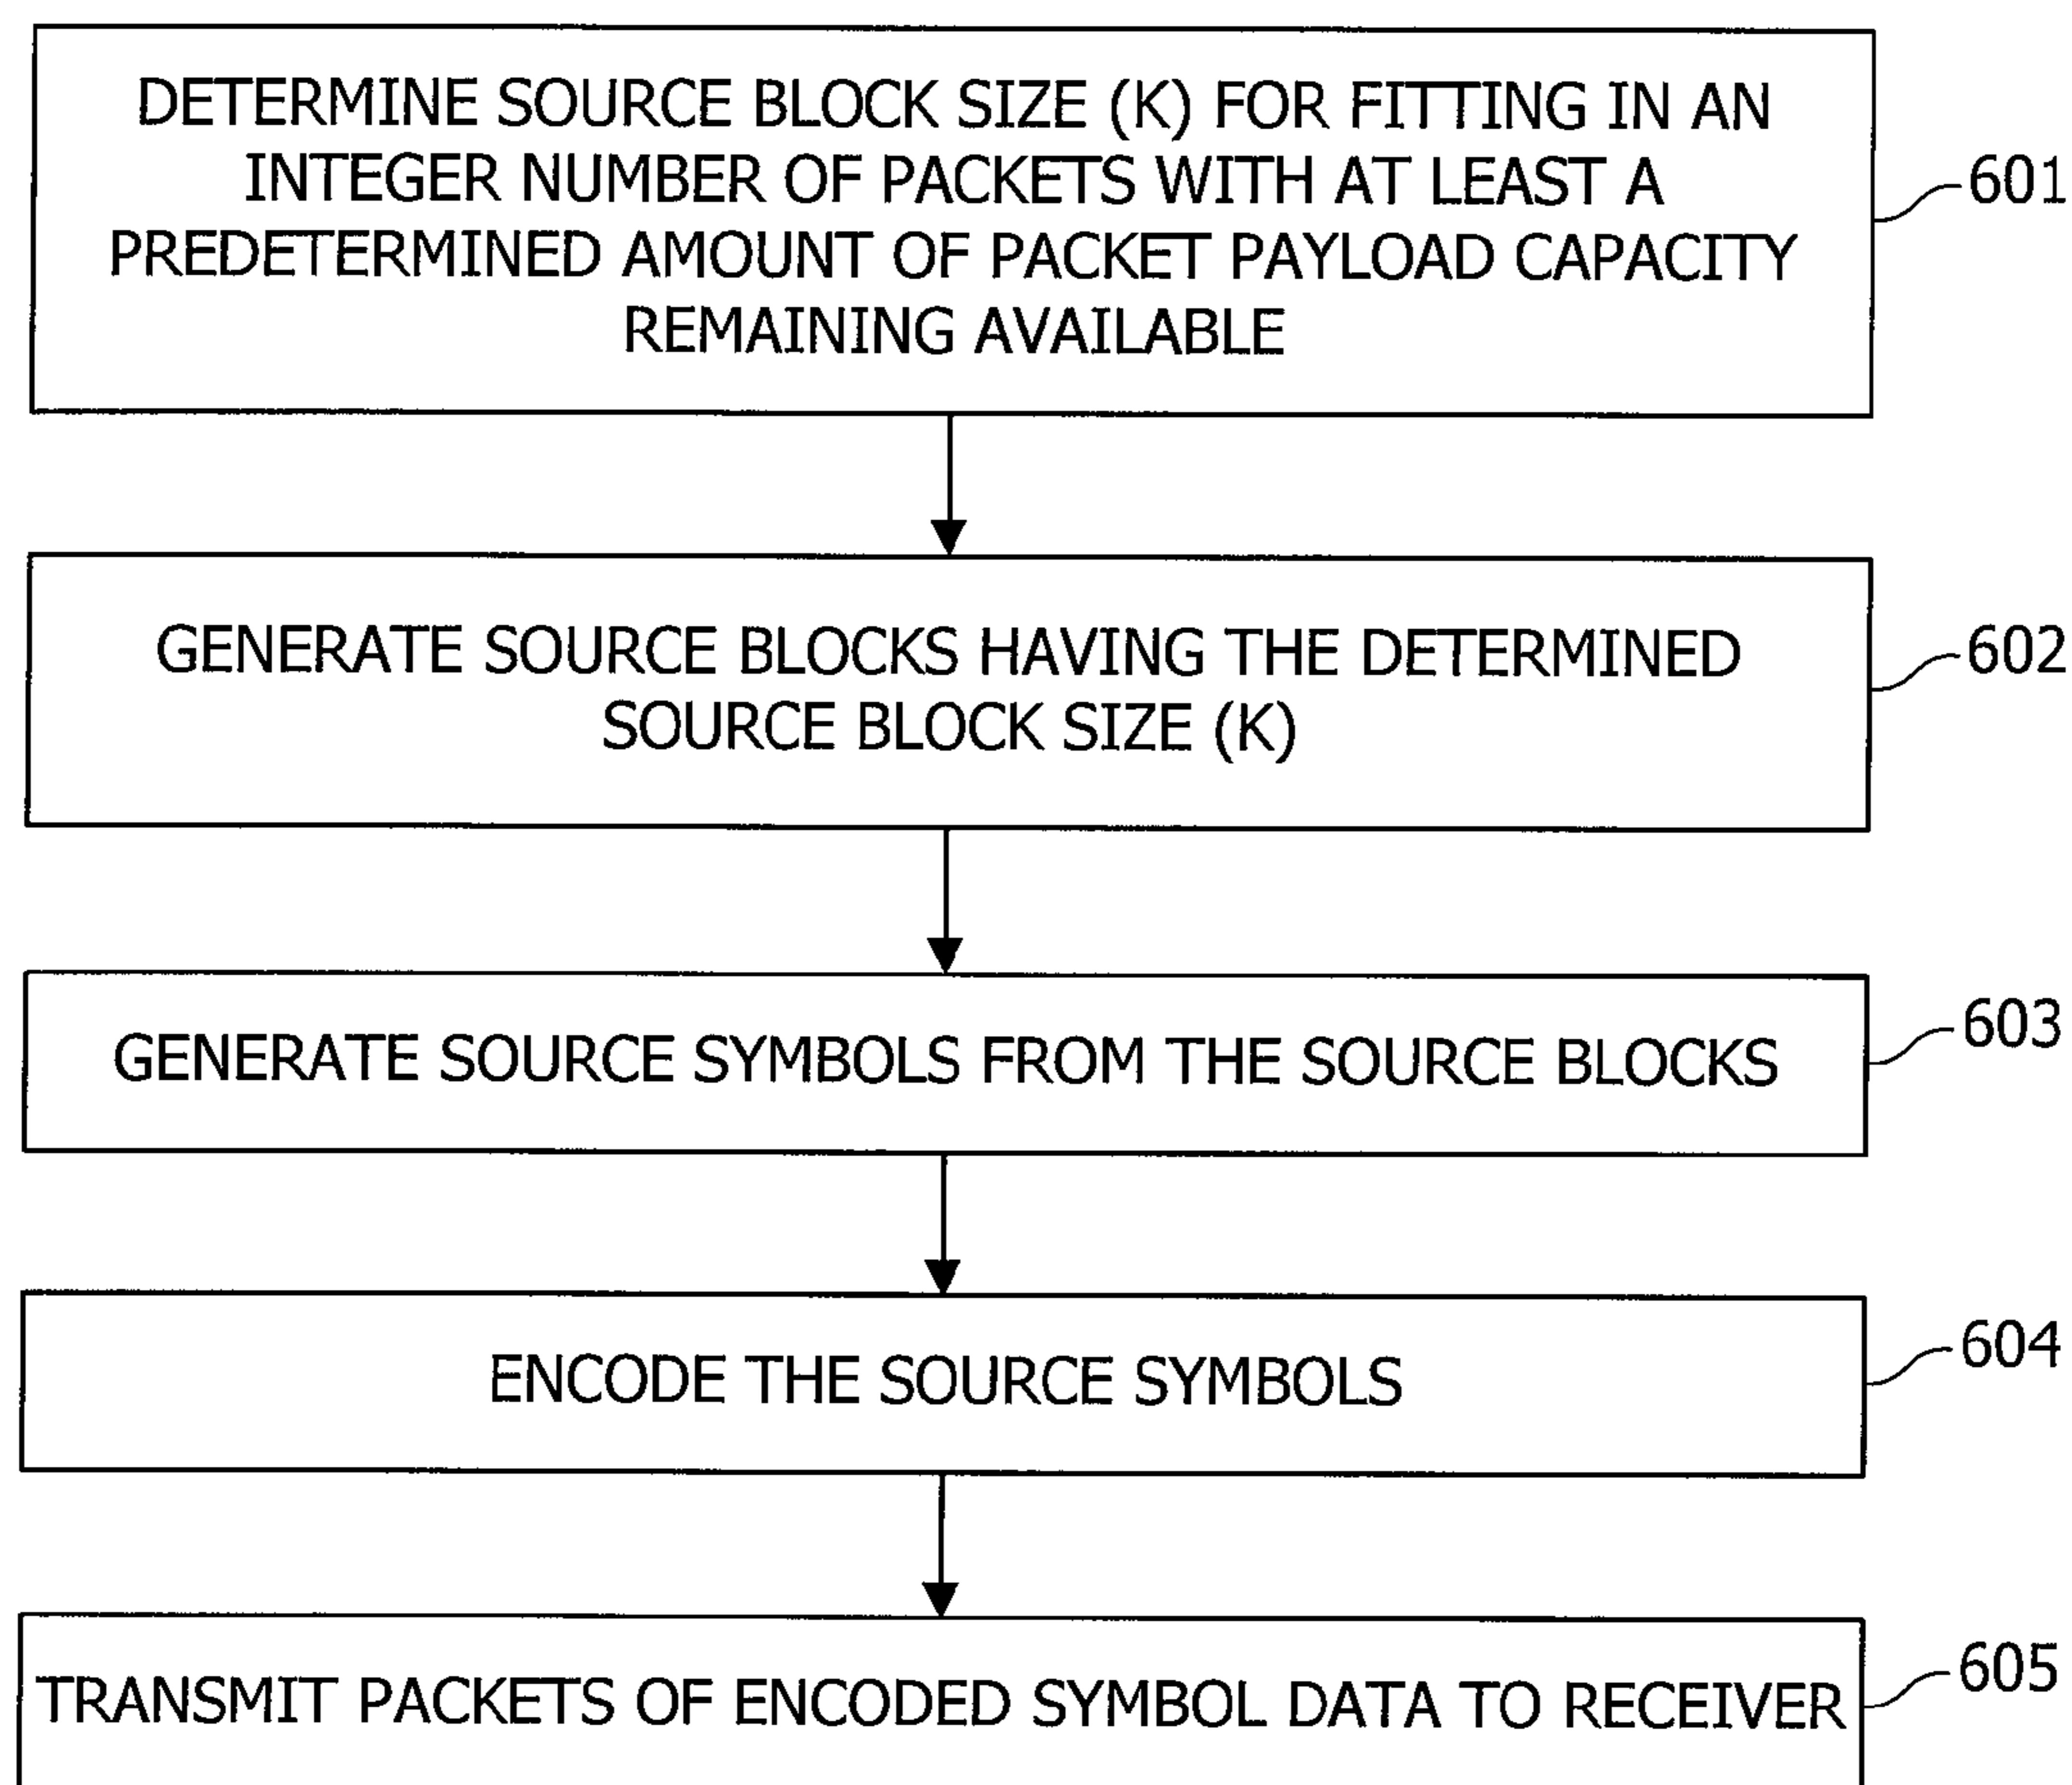 DETERMINE SOURCE BLOCK SIZE (K) FOR FITTING IN AN
INTEGER NUMBER OF PACKETS WITH AT LEAST A
PREDETERMINED AMOUNT OF PACKET PAYLOAD CAPACITY
REMAINING AVAILABLE
601
GENERATE SOURCE BLOCKS HAVING THE DETERMINED
SOURCE BLOCK SIZE (K)
602
GENERATE SOURCE SYMBOLS FROM THE SOURCE BLOCKS
603
ENCODE THE SOURCE SYMBOLS
604
TRANSMIT PACKETS OF ENCODED SYMBOL DATA TO RECEIVER
605